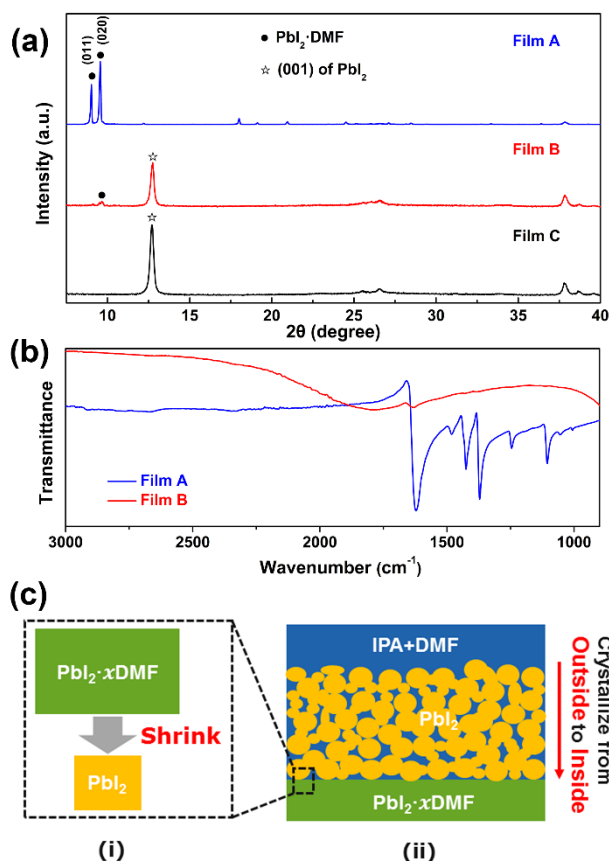 (a)
(011)
(020)
● PbI₂·DMF
☆ (001) of PbI₂
Film A
Film B
Film C
Intensity (a.u.)
10 15 20 25 30 35 40
2θ (degree)
(b)
Transmittance
Film A
Film B
3000 2500 2000 1500 1000
Wavenumber (cm⁻¹)
(c)
PbI₂·xDMF
Shrink
PbI₂
(i)
IPA+DMF
PbI₂
PbI₂·xDMF
(ii)
Crystallize from
Outside to Inside